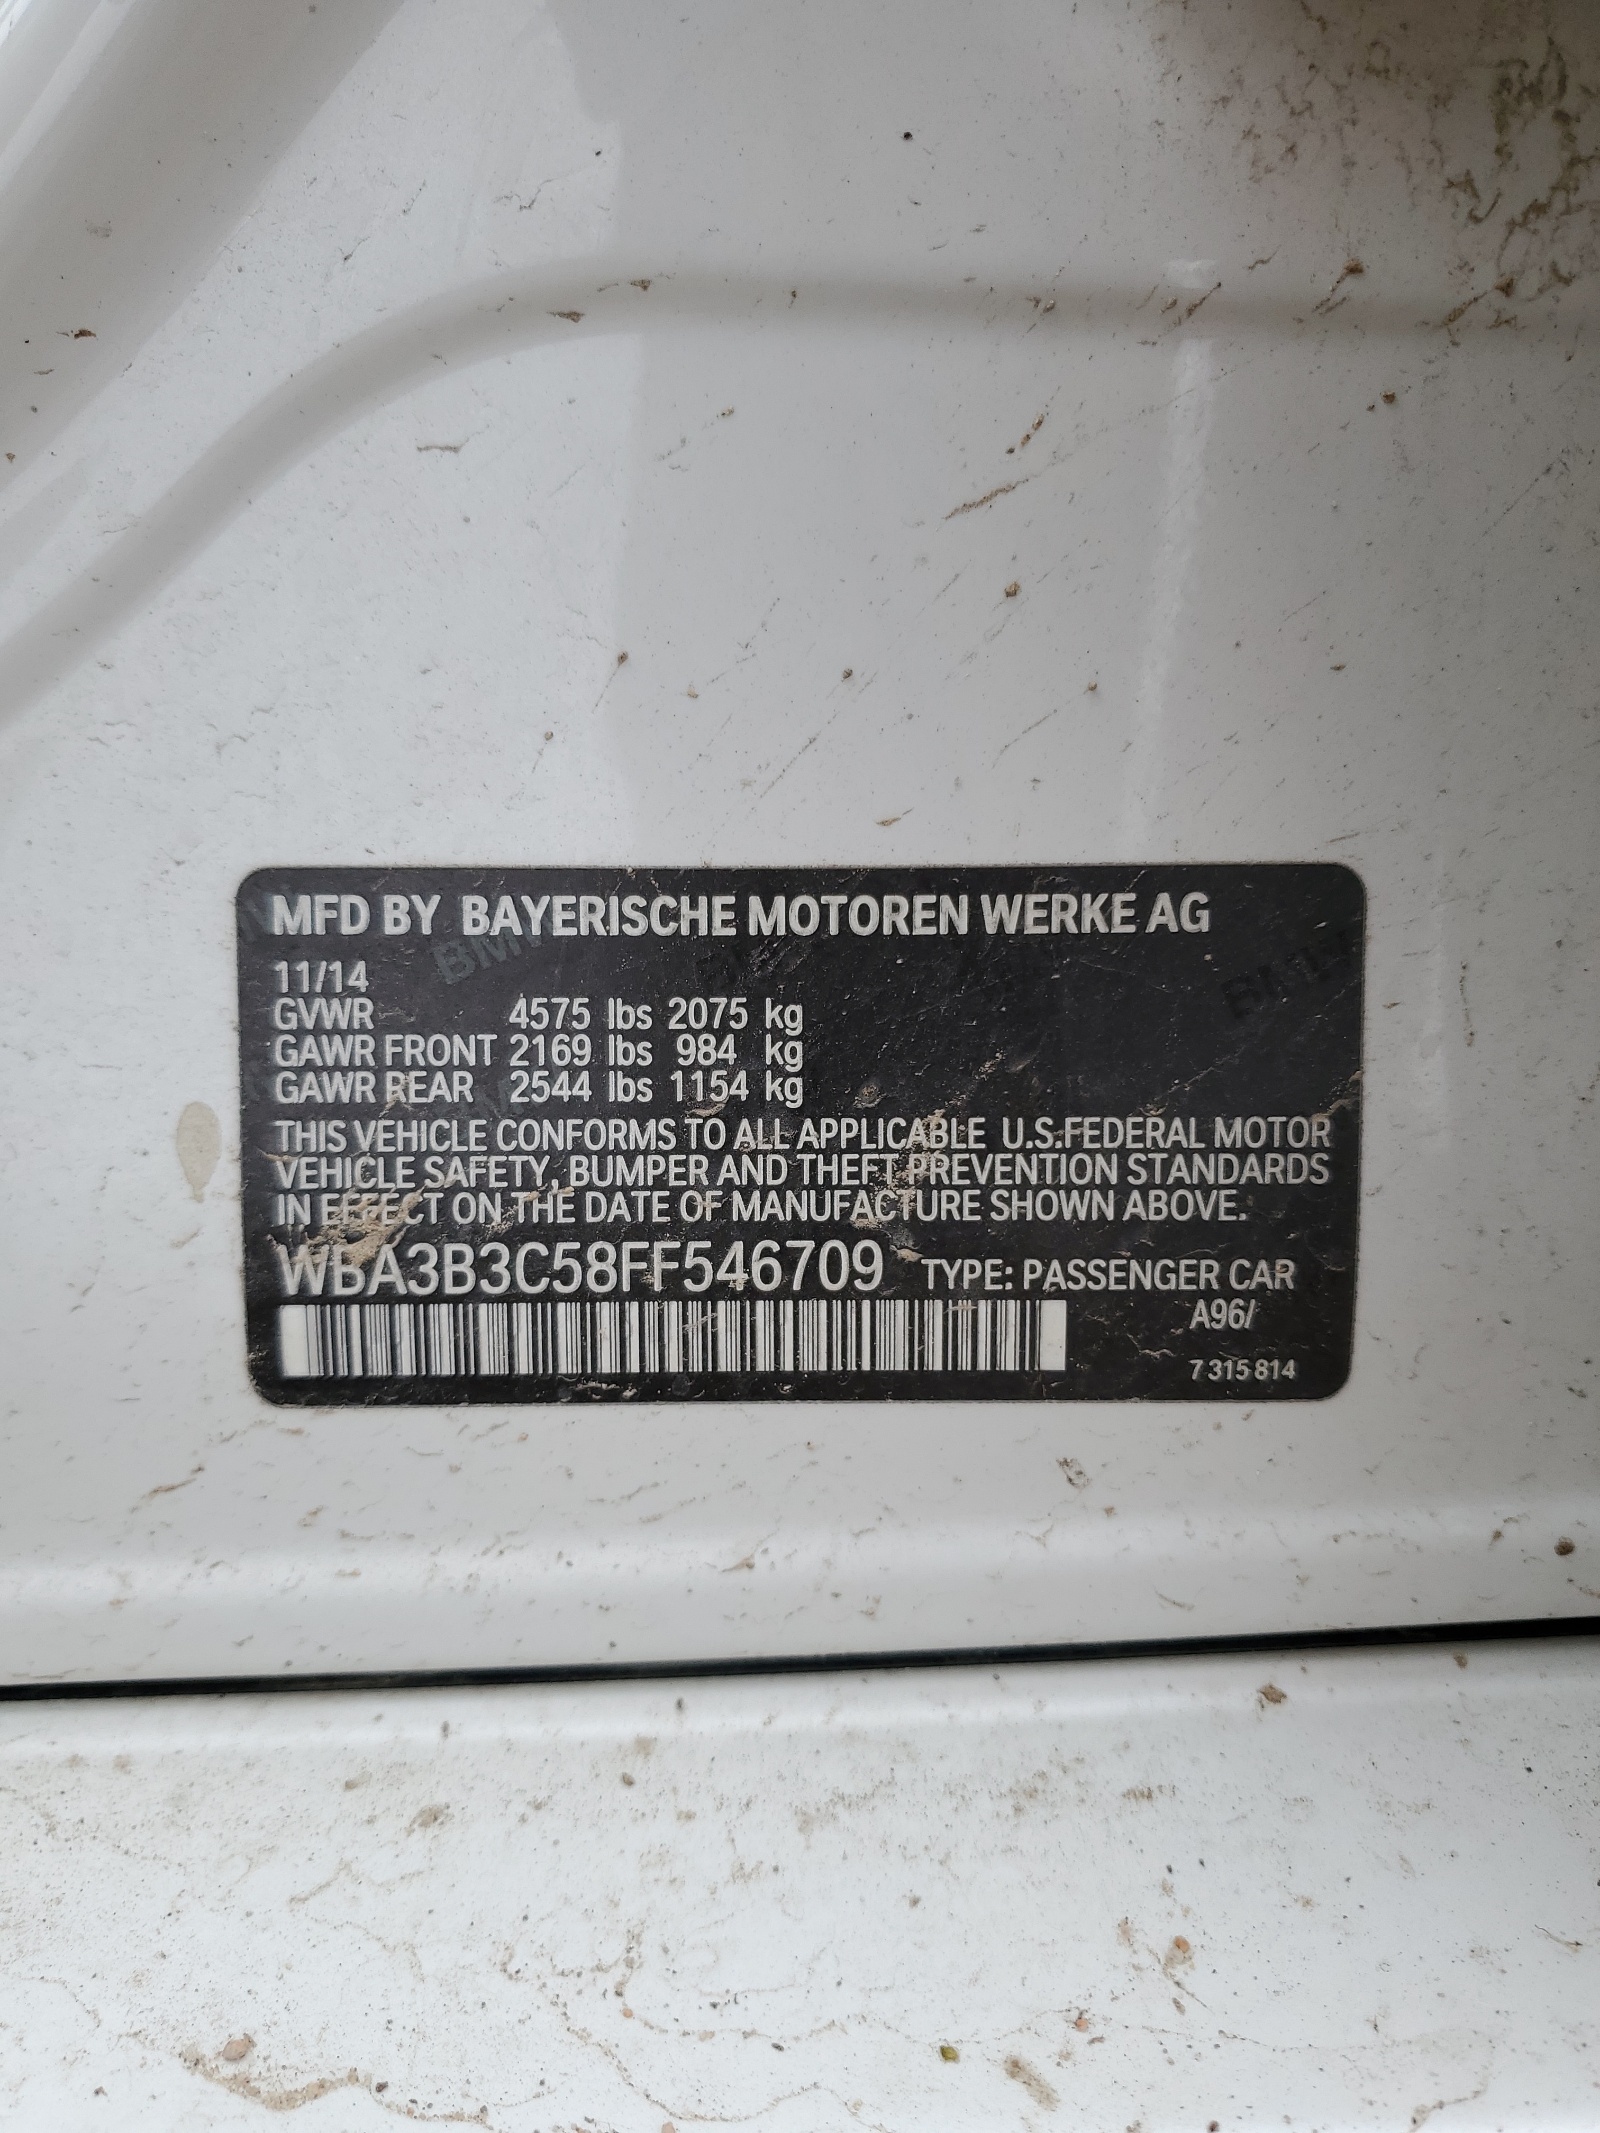 MFD BY BAYERISCHE MOTOREN WERKE AG
11/14
GVWR 4575 lbs 2075 kg
GAWR FRONT 2169 lbs 984 kg
GAWR REAR 2544 lbs 1154 kg
THIS VEHICLE CONFORMS TO ALL APPLICABLE U.S.FEDERAL MOTOR
VEHICLE SAFETY, BUMPER AND THEFT PREVENTION STANDARDS
IN EFFECT ON THE DATE OF MANUFACTURE SHOWN ABOVE.
WBA3B3C58FF546709 TYPE: PASSENGER CAR
A96/
7 315 814